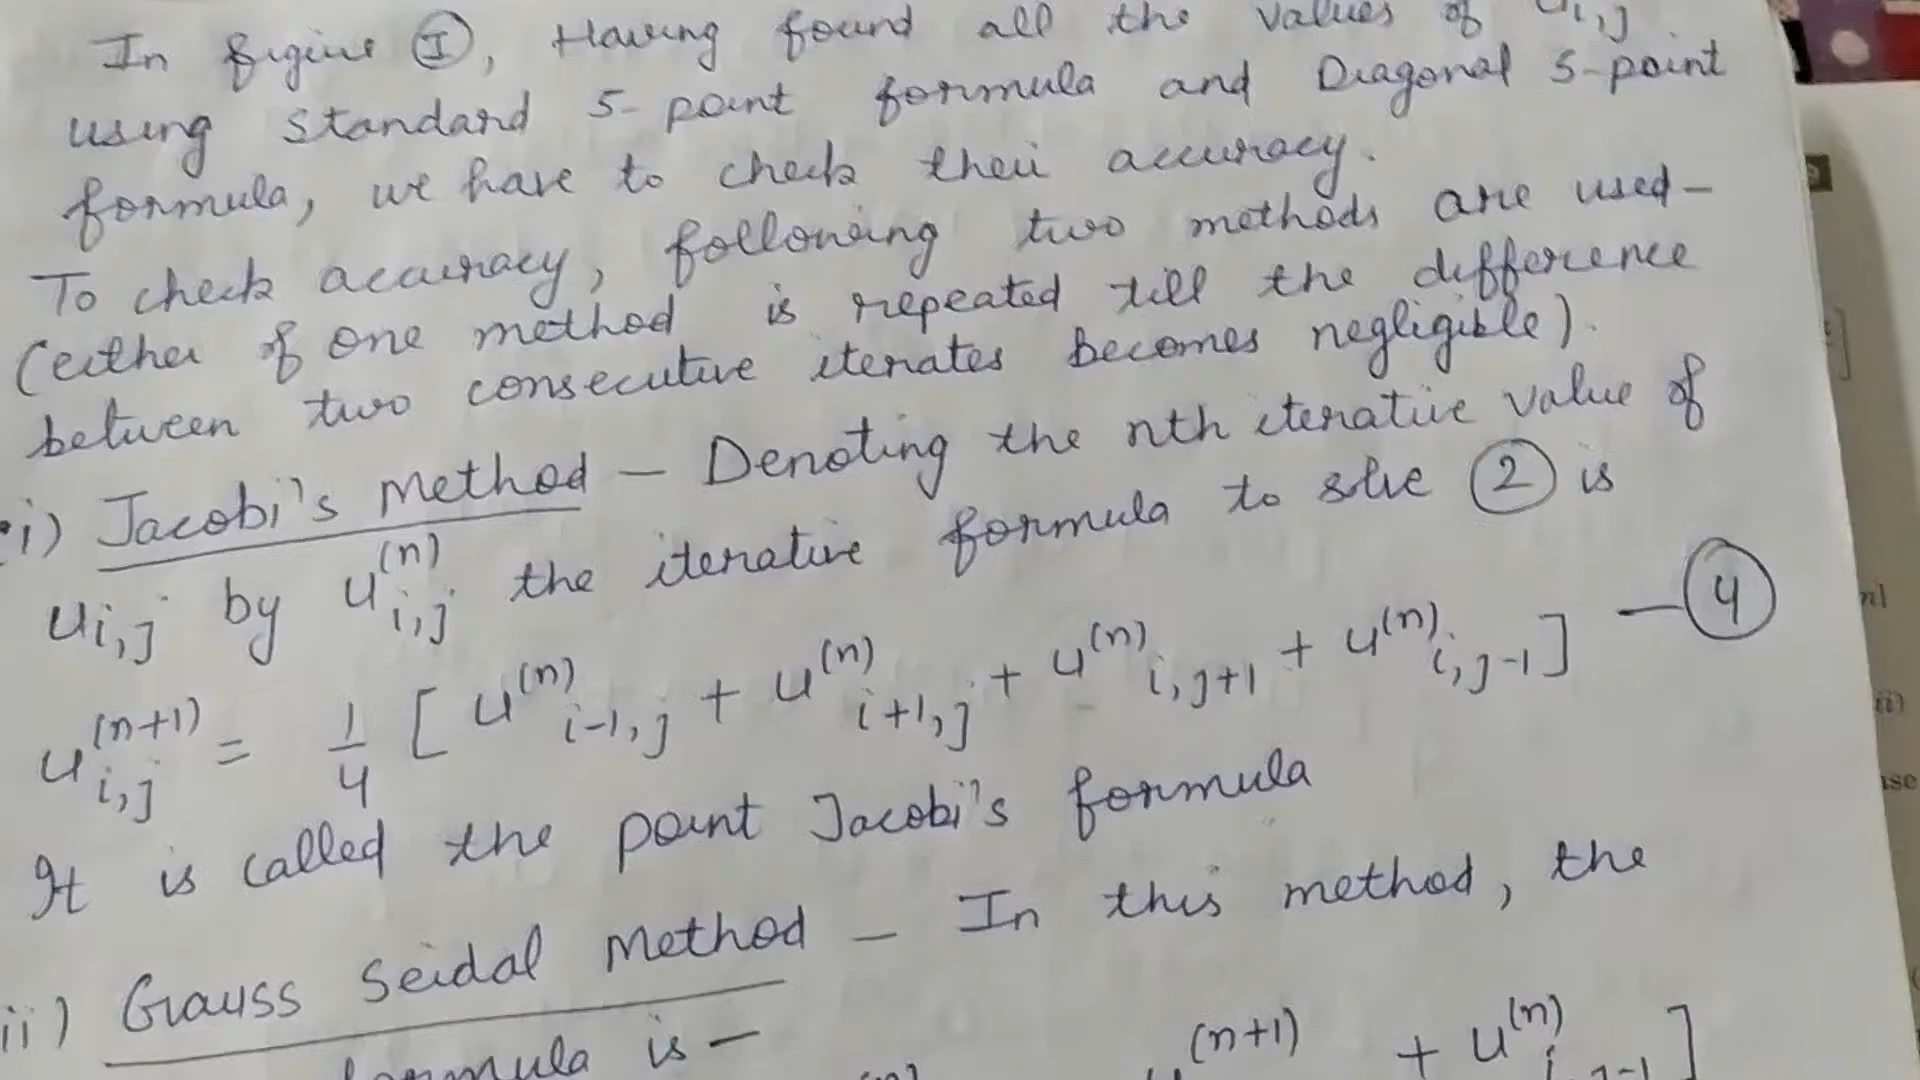 In figure (I), Having found all the values of u_{i,j}
using standard 5-point formula and Diagonal 5-point
formula, we have to check their accuracy.
To check accuracy, following two methods are used-
(either of one method is repeated till the difference
between two consecutive iterates becomes negligible).
i) Jacobi's Method - Denoting the nth iterative value of
u_{i,j} by u^{(n)}_{i,j} the iterative formula to solve (2) is
u^{(n+1)}_{i,j} = 1/4 [u^{(n)}_{i-1,j} + u^{(n)}_{i+1,j} + u^{(n)}_{i,j+1} + u^{(n)}_{i,j-1}] — (4)
It is called the point Jacobi's formula
ii) Gauss Seidal Method - In this method, the
formula is -
(n+1) + u^{(n)}_{i,j-1}]
ii)